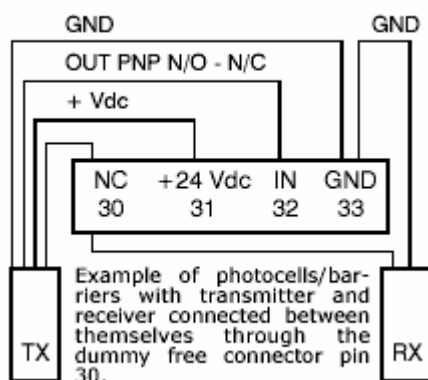 GND GND
OUT PNP N/O - N/C
+ Vdc
NC +24 Vdc IN GND
30 31 32 33
Example of photocells/bar-
riers with transmitter and
receiver connected between
themselves through the
dummy free connector pin
30.
TX RX